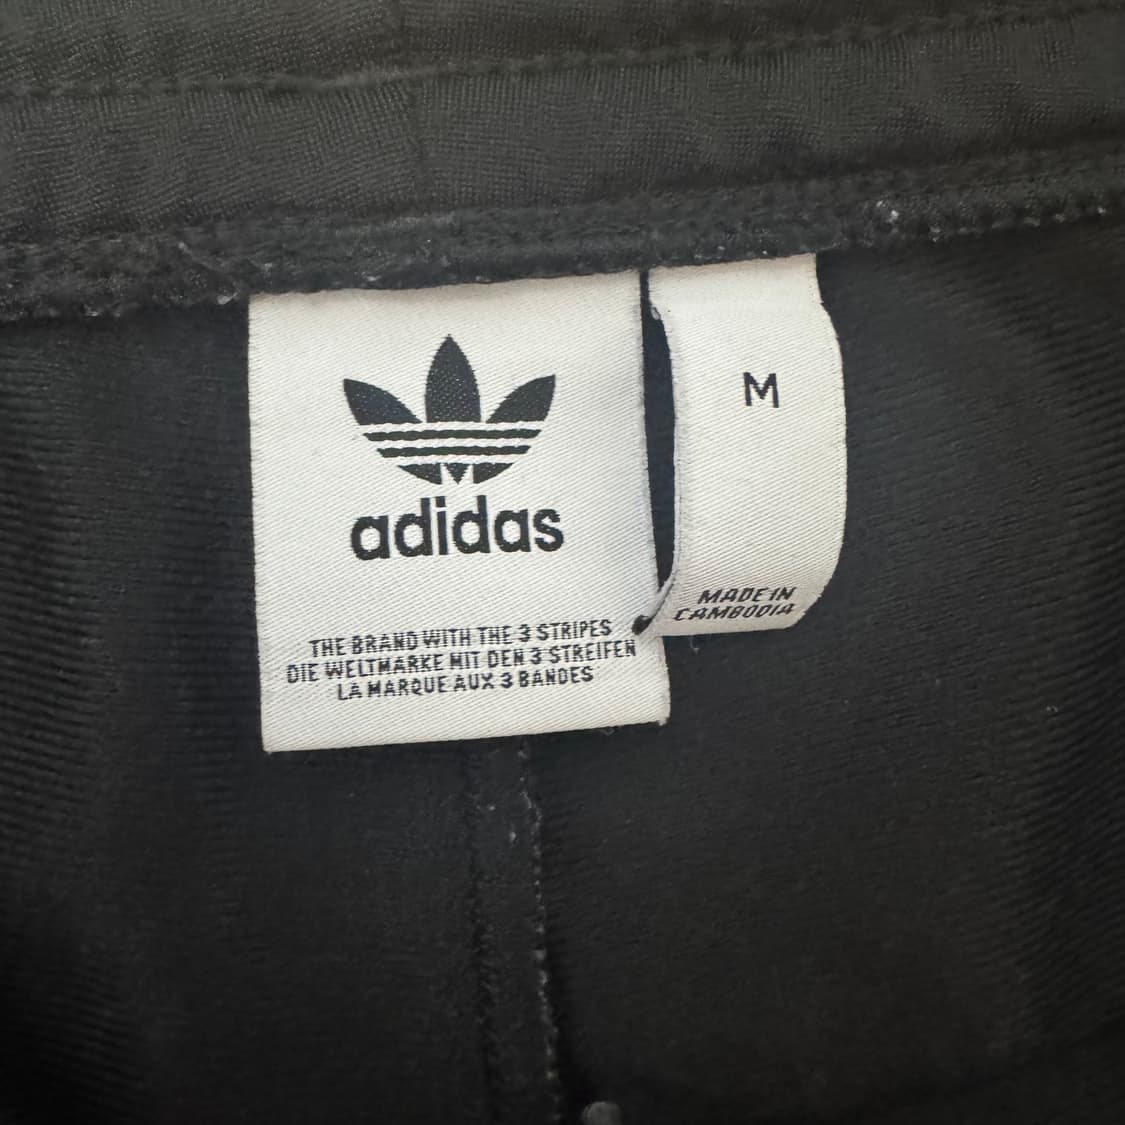 adidas
THE BRAND WITH THE 3 STRIPES
DIE WELTMARKE MIT DEN 3 STREIFEN
LA MARQUE AUX 3 BANDES
M
MADE IN
CAMBODIA